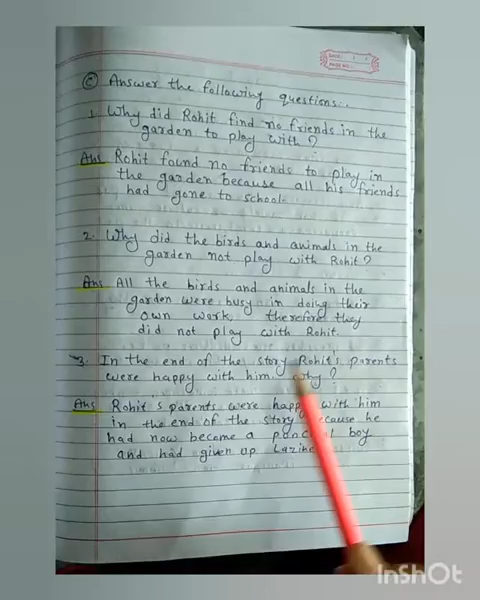 DATE: / /
PAGE NO.:
C Answer the following questions..
1. Why did Rohit find no friends in the
garden to play with?
Ans Rohit found no friends to play in
the garden because all his friends
had gone to school.
2. Why did the birds and animals in the
garden not play with Rohit?
Ans All the birds and animals in the
garden were busy in doing their
own work, therefore they
did not play with Rohit.
3. In the end of the story Rohit's parents
were happy with him. Why?
Ans Rohit's parents were happy with him
in the end of the story because he
had now become a boy
and had given up
InShOt